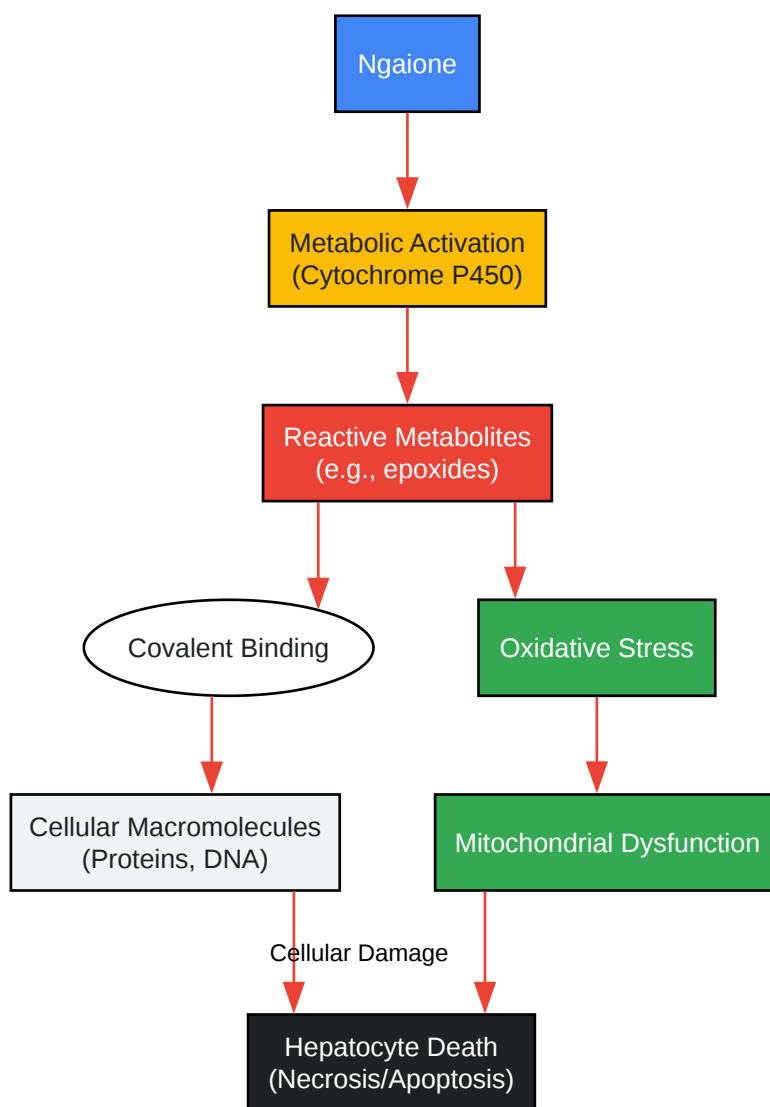 Ngaione
Metabolic Activation
(Cytochrome P450)
Reactive Metabolites
(e.g., epoxides)
Covalent Binding
Oxidative Stress
Cellular Macromolecules
(Proteins, DNA)
Mitochondrial Dysfunction
Cellular Damage
Hepatocyte Death
(Necrosis/Apoptosis)